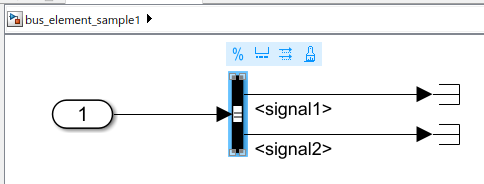 bus_element_sample1
%
1
<signal1>
<signal2>